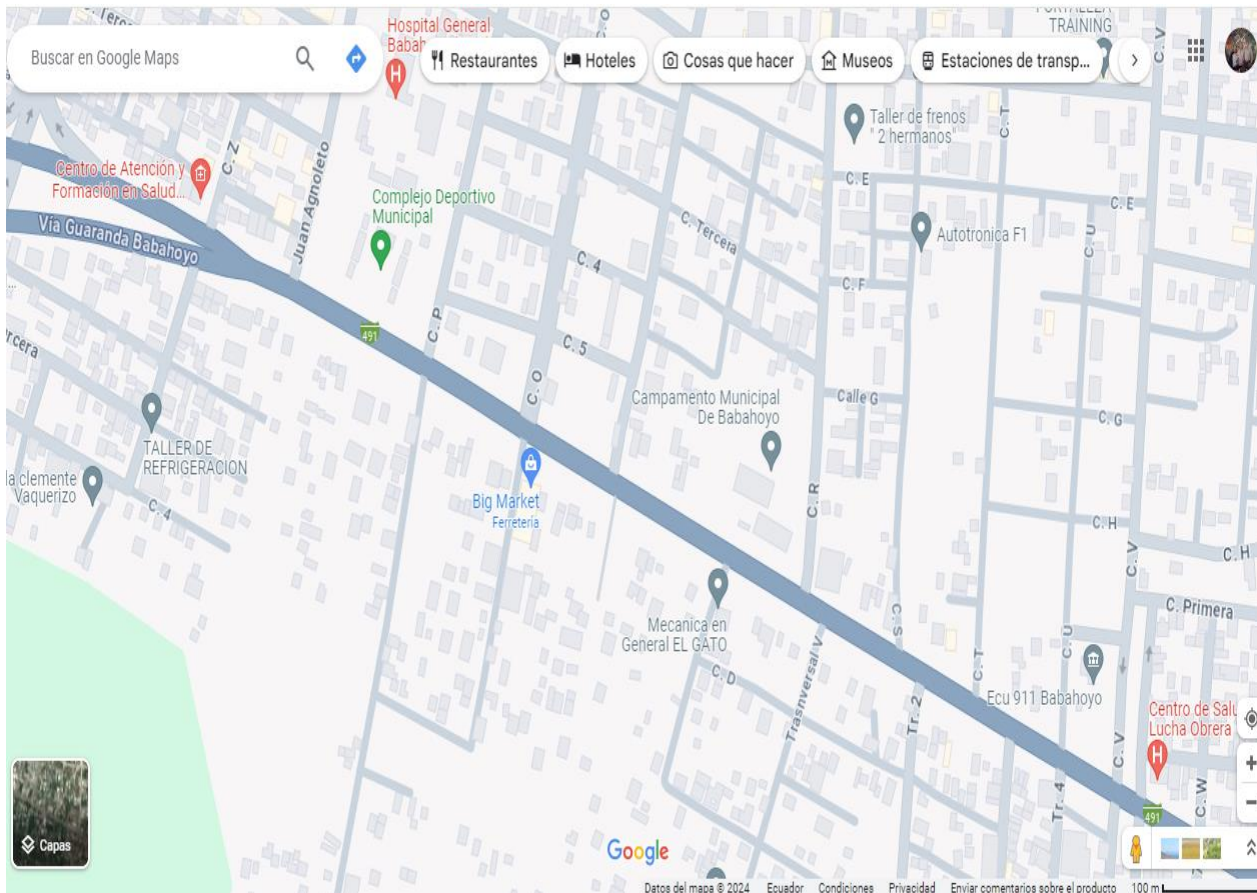 Buscar en Google Maps
Restaurantes
Hoteles
Cosas que hacer
Museos
Estaciones de transp...
Hospital General
TRAINING
C. O
C. V
C. T
Taller de frenos
" 2 hermanos"
C. Z
Centro de Atención y
Formación en Salud...
Juan Agnoleto
Complejo Deportivo
Municipal
C. Tercera
C. E
C. E
C. U
Autotronica F1
Vía Guaranda Babahoyo
C. 4
C. F
491
C. P
C. 5
C. O
Campamento Municipal
De Babahoyo
Calle G
C. G
TALLER DE
REFRIGERACION
clemente
Vaquerizo
C. 4
Big Market
Ferretería
C. R
C. H
C. H
C. V
C. Primera
Mecanica en
General EL GATO
C. S
C. T
C. U
C. D
Trasnversal V
Tr. 2
Ecu 911 Babahoyo
Centro de Salu
Lucha Obrera
C. V
Tr. 4
C. W
491
Capas
Google
Datos del mapa © 2024 Ecuador Condiciones Privacidad Enviar comentarios sobre el producto 100 m